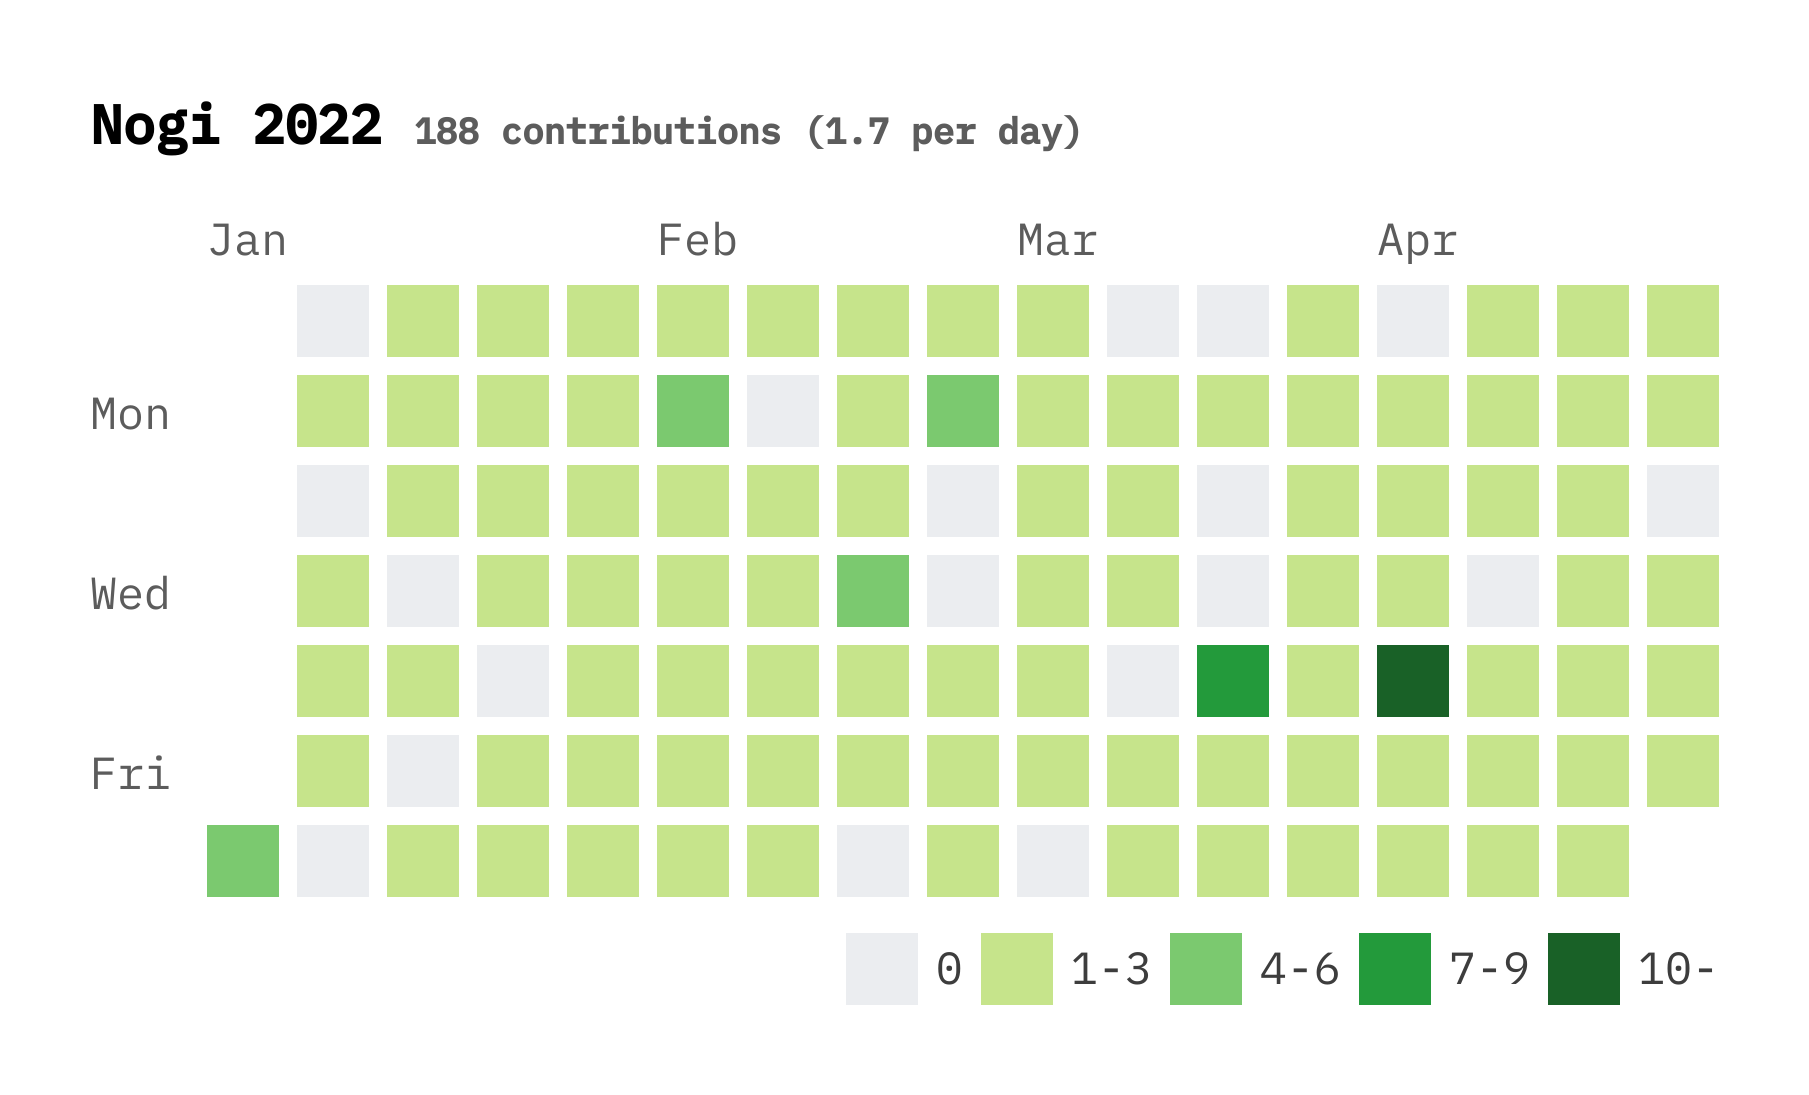 Nogi 2022 188 contributions (1.7 per day)
Jan Feb Mar Apr
Mon
Wed
Fri
0 1-3 4-6 7-9 10-